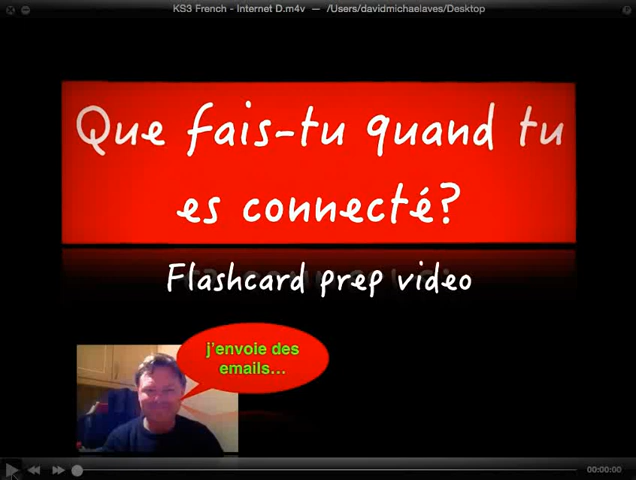 KS3 French - Internet D.m4v — /Users/davidmichaelaves/Desktop
Que fais-tu quand tu
es connecté?
Flashcard prep video
j'envoie des
emails...
00:00:00